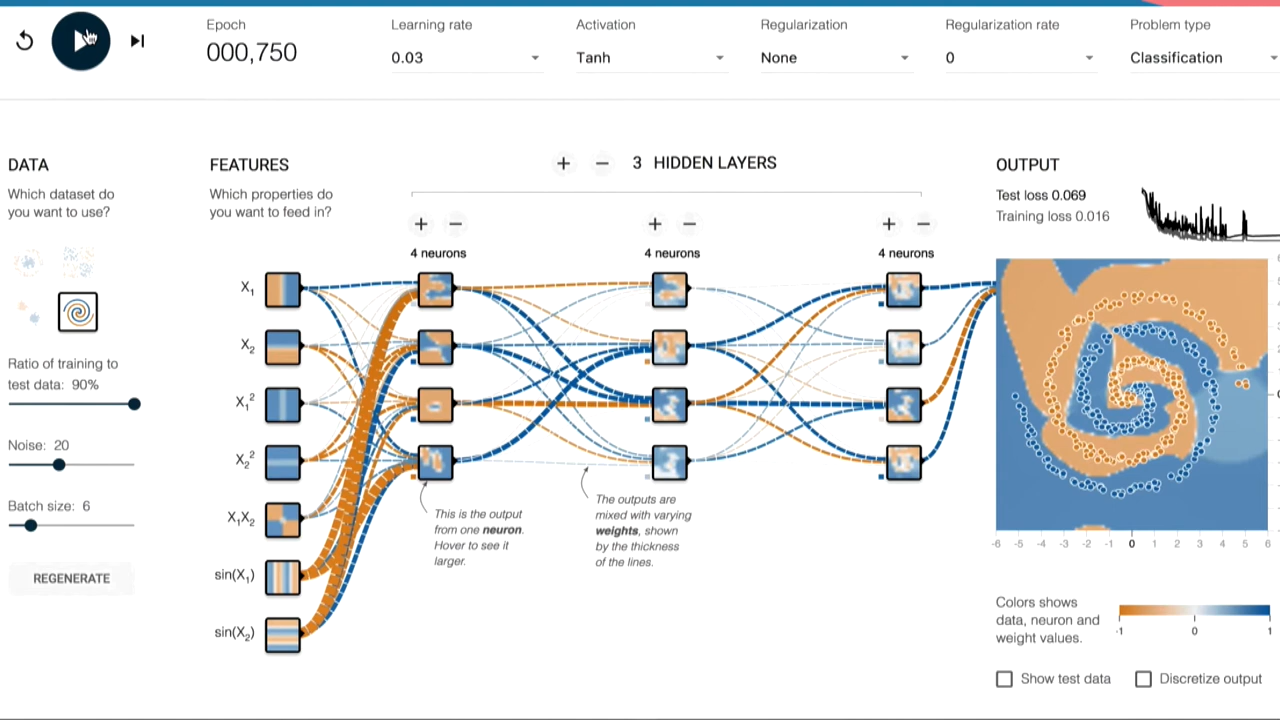 Epoch
000,750
Learning rate
0.03
Activation
Tanh
Regularization
None
Regularization rate
0
Problem type
Classification
DATA
Which dataset do
you want to use?
Ratio of training to
test data: 90%
Noise: 20
Batch size: 6
REGENERATE
FEATURES
Which properties do
you want to feed in?
X1
X2
X1²
X2²
X1X2
sin(X1)
sin(X2)
+ − 3 HIDDEN LAYERS
+ −
4 neurons
+ −
4 neurons
+ −
4 neurons
This is the output
from one neuron.
Hover to see it
larger.
The outputs are
mixed with varying
weights, shown
by the thickness
of the lines.
OUTPUT
Test loss 0.069
Training loss 0.016
-6 -5 -4 -3 -2 -1 0 1 2 3 4 5 6
Colors shows
data, neuron and
weight values.
-1 0 1
Show test data
Discretize output